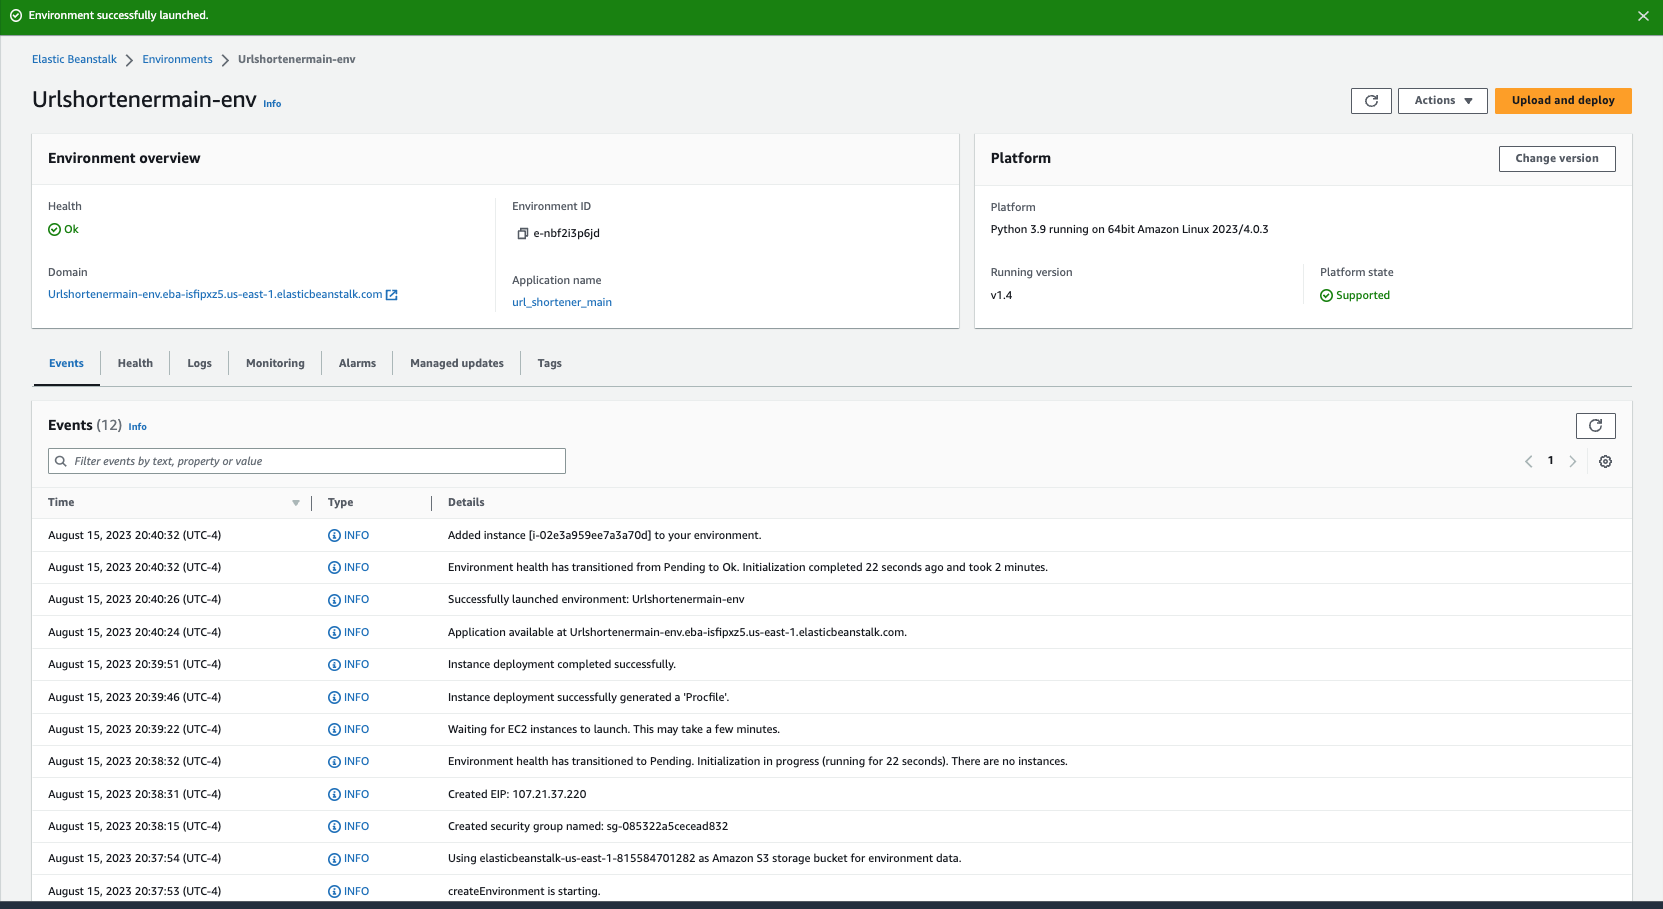 Environment successfully launched.
Elastic Beanstalk > Environments > Urlshortenermain-env
Urlshortenermain-env Info
Actions
Upload and deploy
Environment overview
Health
Ok
Domain
Urlshortenermain-env.eba-isfipxz5.us-east-1.elasticbeanstalk.com
Environment ID
e-nbf2i3p6jd
Application name
url_shortener_main
Platform
Change version
Platform
Python 3.9 running on 64bit Amazon Linux 2023/4.0.3
Running version
v1.4
Platform state
Supported
Events Health Logs Monitoring Alarms Managed updates Tags
Events (12) Info
Filter events by text, property or value
1
Time Type Details
August 15, 2023 20:40:32 (UTC-4) INFO Added instance [i-02e3a959ee7a3a70d] to your environment.
August 15, 2023 20:40:32 (UTC-4) INFO Environment health has transitioned from Pending to Ok. Initialization completed 22 seconds ago and took 2 minutes.
August 15, 2023 20:40:26 (UTC-4) INFO Successfully launched environment: Urlshortenermain-env
August 15, 2023 20:40:24 (UTC-4) INFO Application available at Urlshortenermain-env.eba-isfipxz5.us-east-1.elasticbeanstalk.com.
August 15, 2023 20:39:51 (UTC-4) INFO Instance deployment completed successfully.
August 15, 2023 20:39:46 (UTC-4) INFO Instance deployment successfully generated a 'Procfile'.
August 15, 2023 20:39:22 (UTC-4) INFO Waiting for EC2 instances to launch. This may take a few minutes.
August 15, 2023 20:38:32 (UTC-4) INFO Environment health has transitioned to Pending. Initialization in progress (running for 22 seconds). There are no instances.
August 15, 2023 20:38:31 (UTC-4) INFO Created EIP: 107.21.37.220
August 15, 2023 20:38:15 (UTC-4) INFO Created security group named: sg-085322a5cecead832
August 15, 2023 20:37:54 (UTC-4) INFO Using elasticbeanstalk-us-east-1-815584701282 as Amazon S3 storage bucket for environment data.
August 15, 2023 20:37:53 (UTC-4) INFO createEnvironment is starting.